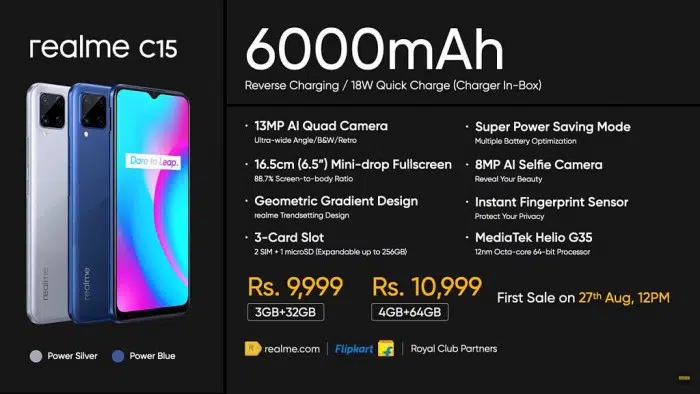 realme C15
6000mAh
Reverse Charging / 18W Quick Charge (Charger In-Box)
Dare to Leap.
realme
realme
Power Silver
Power Blue
· 13MP AI Quad Camera
Ultra-wide Angle/B&W/Retro
· 16.5cm (6.5”) Mini-drop Fullscreen
88.7% Screen-to-body Ratio
· Geometric Gradient Design
realme Trendsetting Design
· 3-Card Slot
2 SIM + 1 microSD (Expandable up to 256GB)
· Super Power Saving Mode
Multiple Battery Optimization
· 8MP AI Selfie Camera
Reveal Your Beauty
· Instant Fingerprint Sensor
Protect Your Privacy
· MediaTek Helio G35
12nm Octa-core 64-bit Processor
Rs. 9,999
3GB+32GB
Rs. 10,999
4GB+64GB
First Sale on 27th Aug, 12PM
realme.com | Flipkart | Royal Club Partners